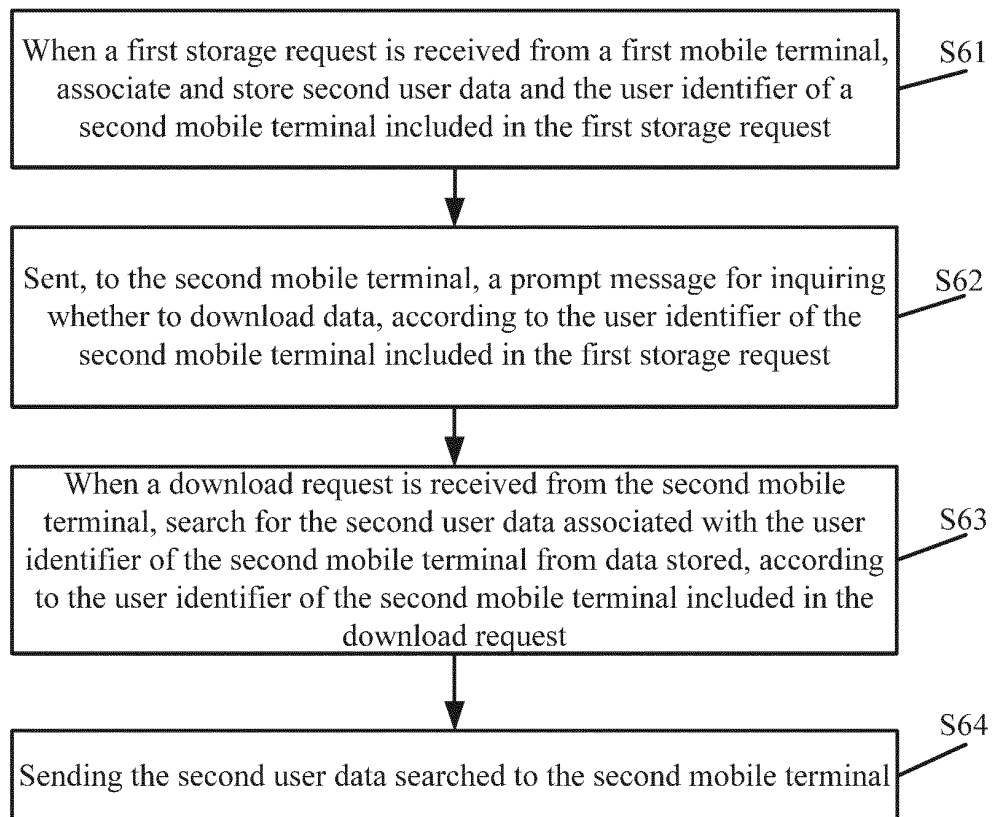 When a first storage request is received from a first mobile terminal,
associate and store second user data and the user identifier of a
second mobile terminal included in the first storage request
S61
Sent, to the second mobile terminal, a prompt message for inquiring
whether to download data, according to the user identifier of the
second mobile terminal included in the first storage request
S62
When a download request is received from the second mobile
terminal, search for the second user data associated with the user
identifier of the second mobile terminal from data stored, according
to the user identifier of the second mobile terminal included in the
download request
S63
Sending the second user data searched to the second mobile terminal
S64